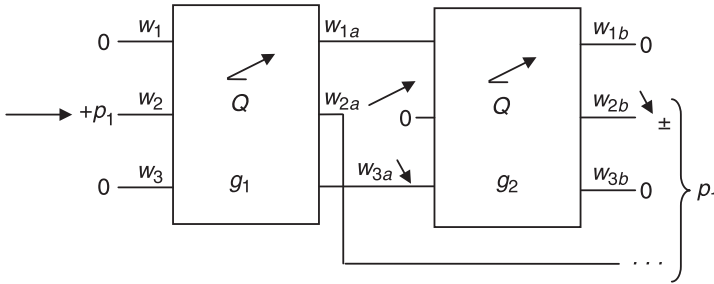 0 w1 w1a w1b 0
Q Q
+p1 w2 w2a 0 w2b ±
0 w3 g1 w3a g2 w3b 0 p
. . .